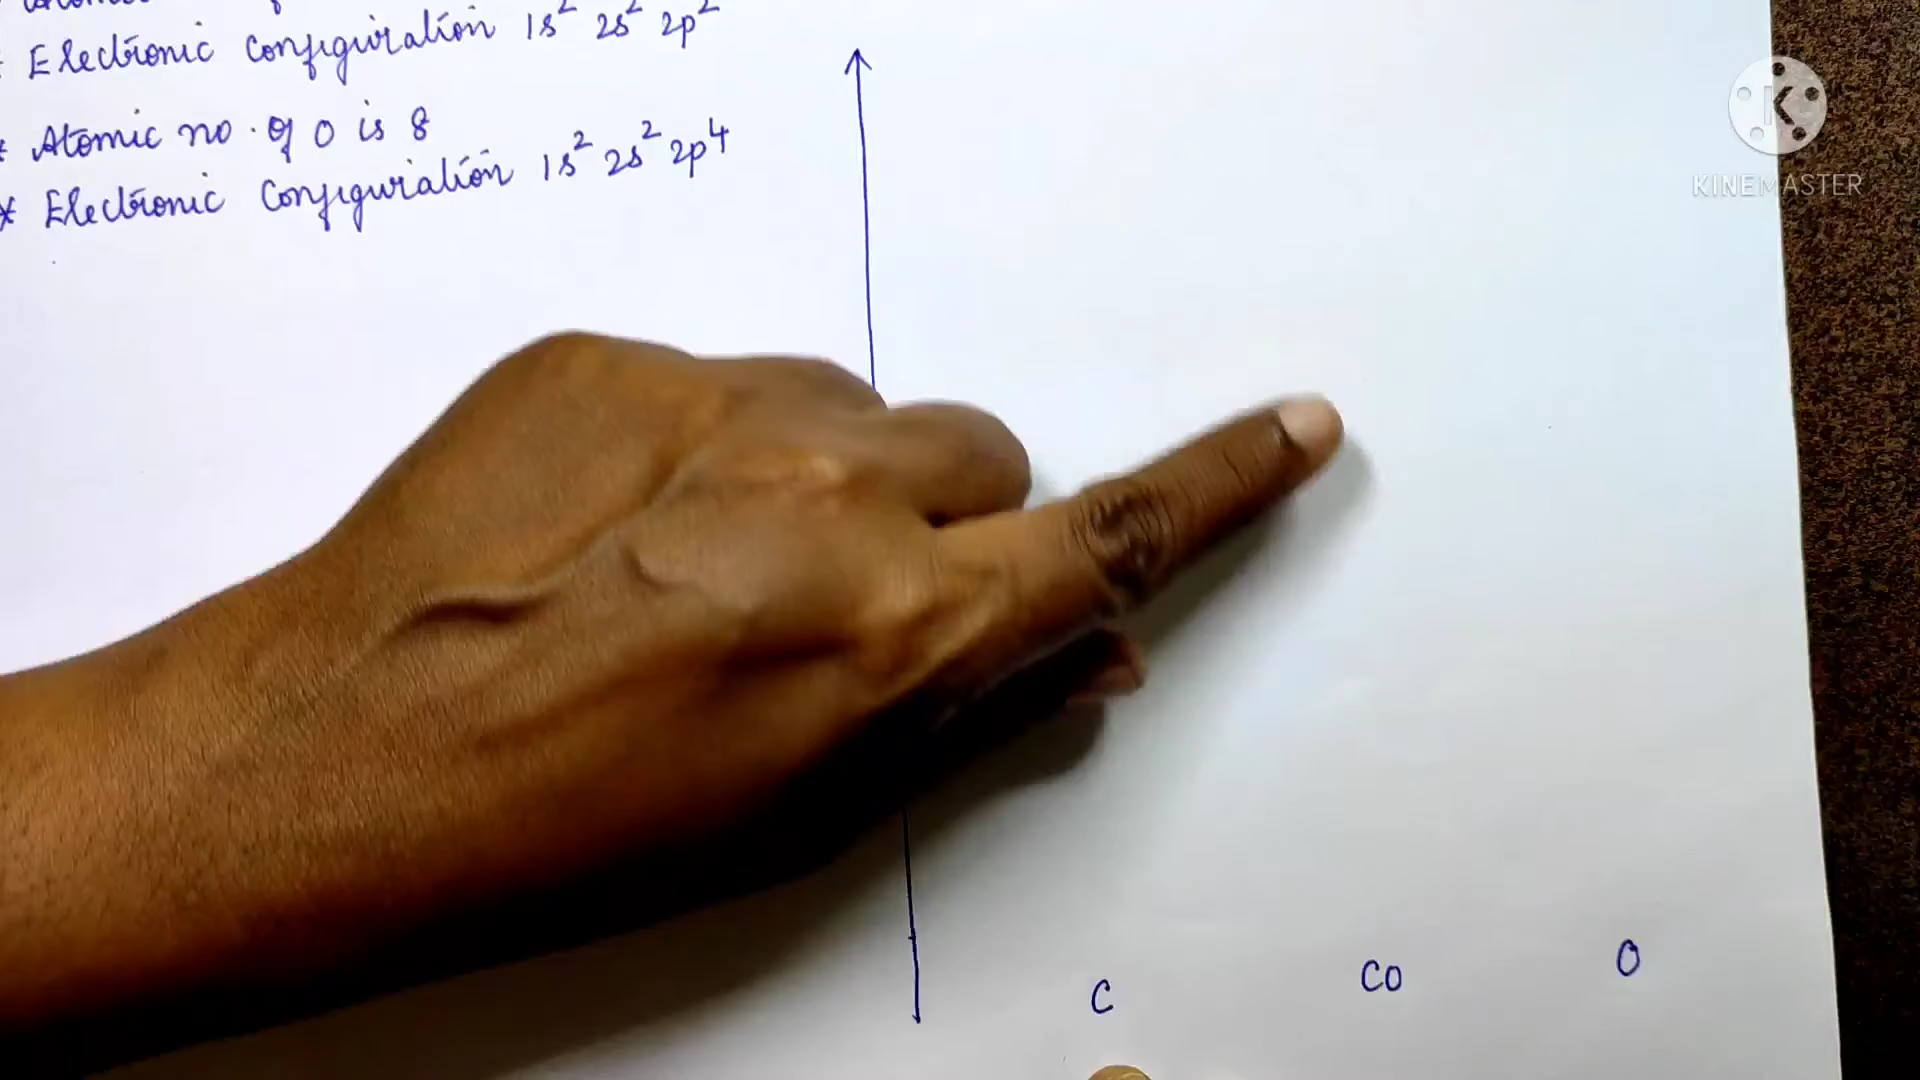 * Electronic Configuration 1s² 2s² 2p²
* Atomic no. of O is 8
* Electronic Configuration 1s² 2s² 2p⁴
K
KINEMASTER
C CO O